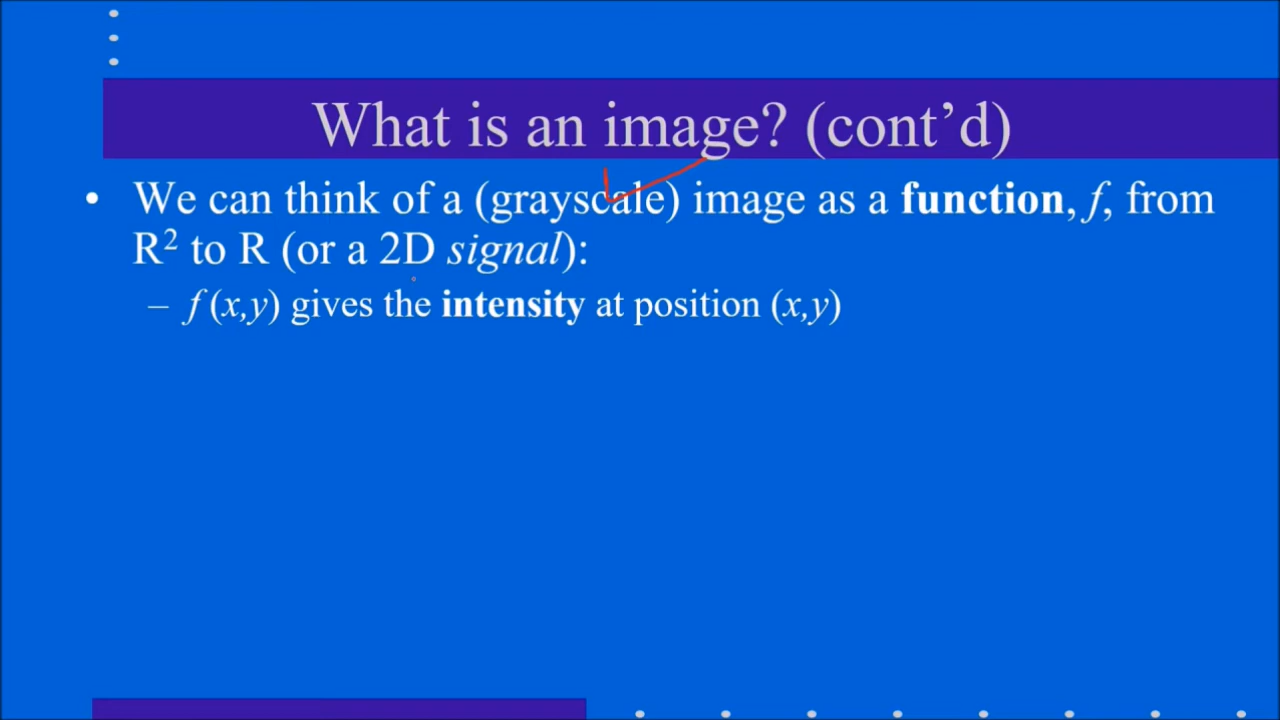 What is an image? (cont’d)
• We can think of a (grayscale) image as a function, f, from
R² to R (or a 2D signal):
– f (x,y) gives the intensity at position (x,y)